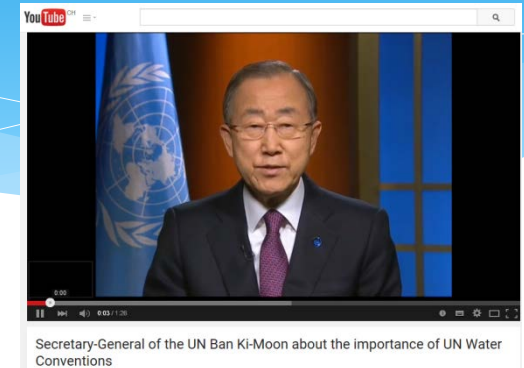 YouTube CH
0:00
0:03 / 1:26
Secretary-General of the UN Ban Ki-Moon about the importance of UN Water
Conventions